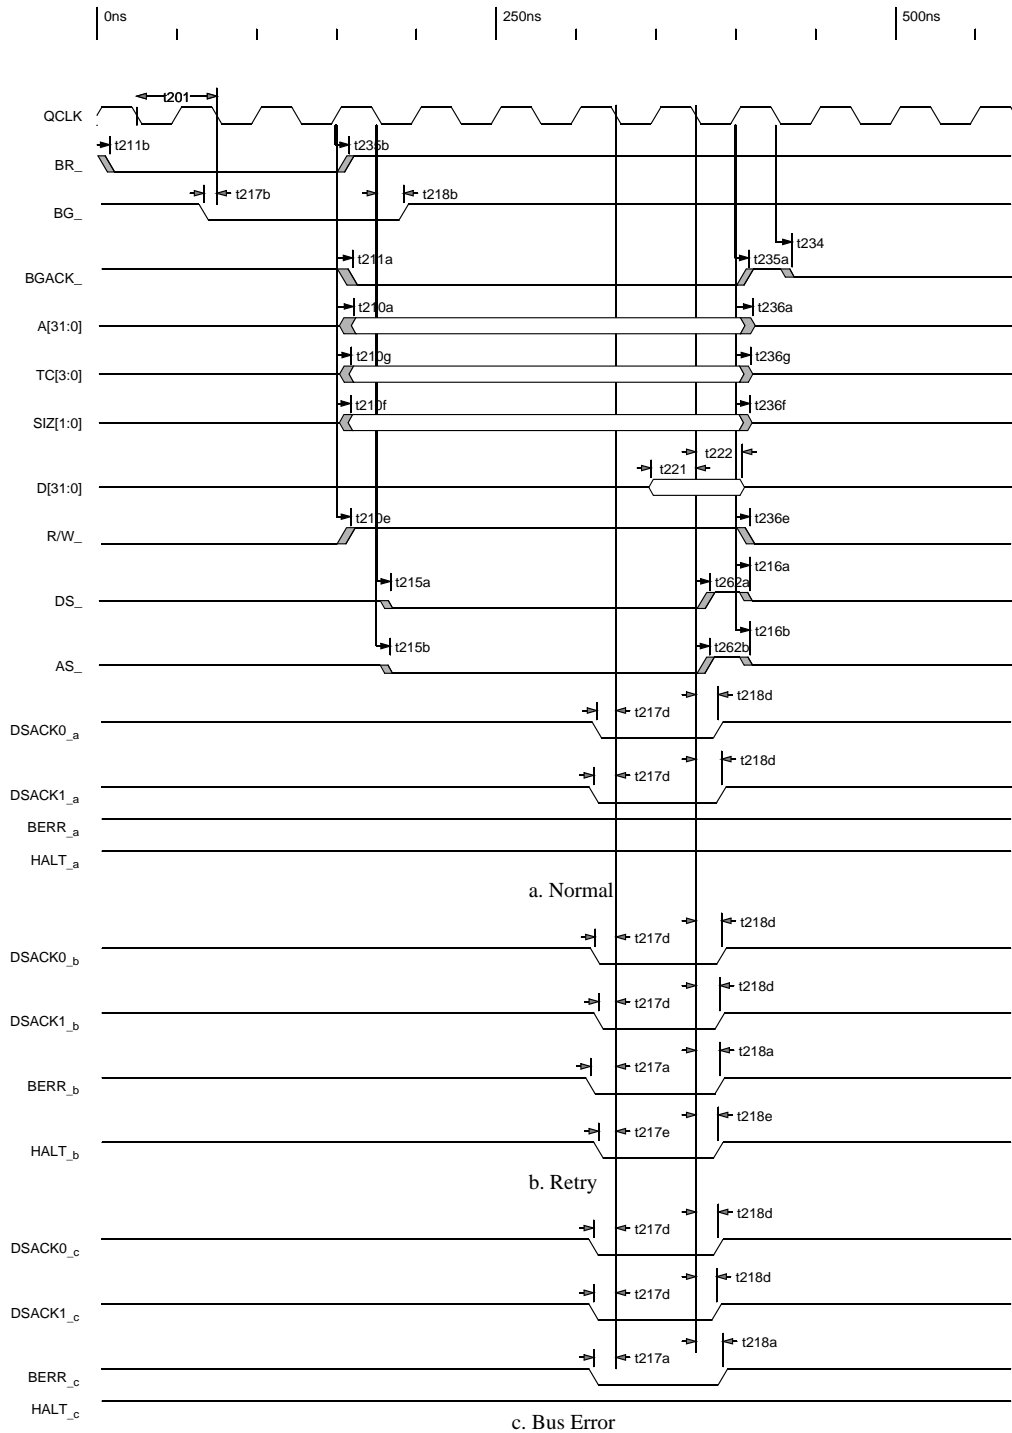 0ns 250ns 500ns
t201
QCLK
t211b t235b
BR_
t217b t218b
BG_
t234
t211a t235a
BGACK_
t210a t236a
A[31:0]
t210g t236g
TC[3:0]
t210f t236f
SIZ[1:0]
t222
t221
D[31:0]
t210e t236e
R/W_
t216a
t215a t262a
DS_
t216b
t215b t262b
AS_
t218d
t217d
DSACK0_a
t218d
t217d
DSACK1_a
BERR_a
HALT_a
a. Normal
t218d
t217d
DSACK0_b
t218d
t217d
DSACK1_b
t218a
t217a
BERR_b
t218e
t217e
HALT_b
b. Retry
t218d
t217d
DSACK0_c
t218d
t217d
DSACK1_c
t218a
t217a
BERR_c
HALT_c
c. Bus Error